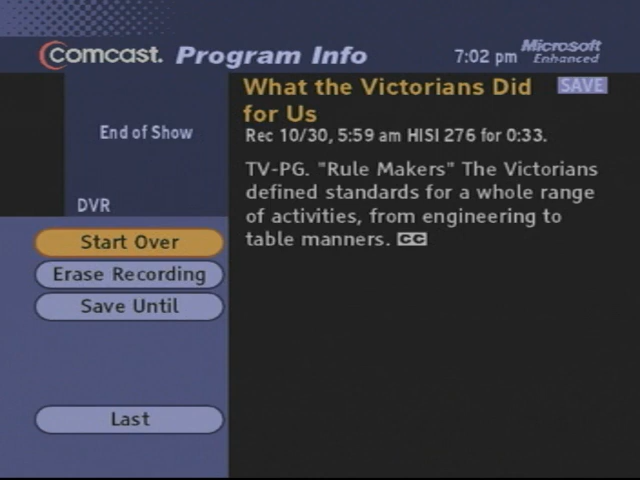 Comcast. Program Info
7:02 pm
Microsoft
Enhanced
End of Show
DVR
What the Victorians Did
for Us
SAVE
Rec 10/30, 5:59 am HISI 276 for 0:33.
TV-PG. "Rule Makers" The Victorians
defined standards for a whole range
of activities, from engineering to
table manners. CC
Start Over
Erase Recording
Save Until
Last